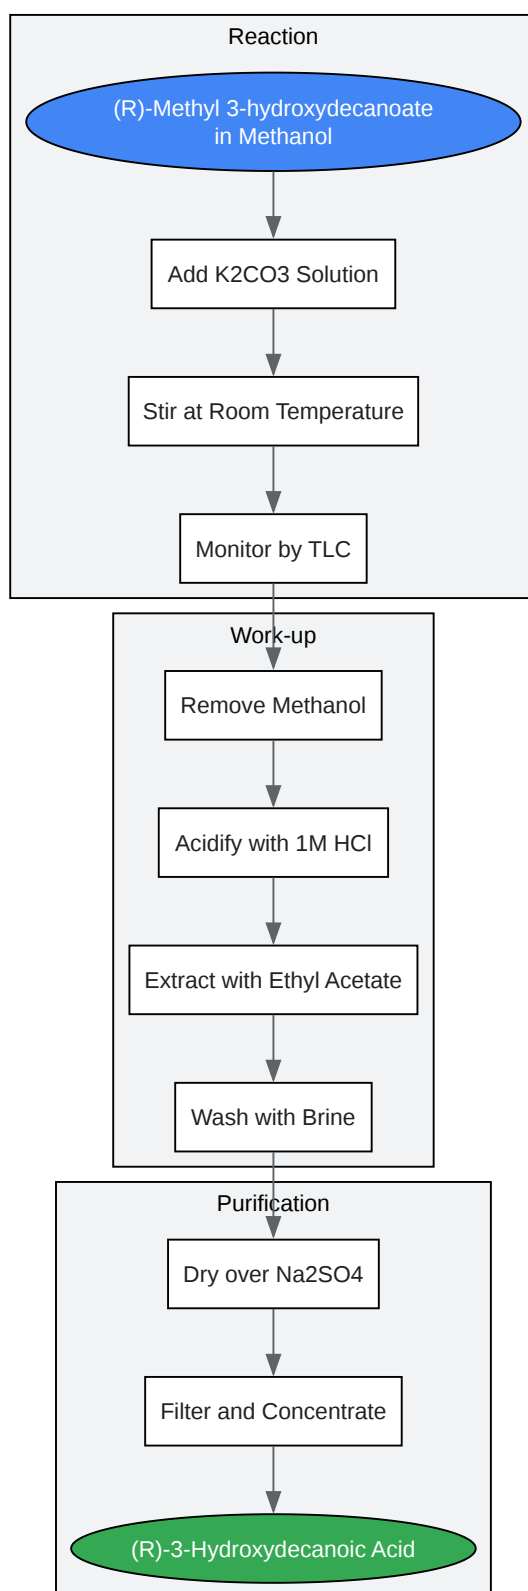 Reaction
(R)-Methyl 3-hydroxydecanoate
in Methanol
Add K2CO3 Solution
Stir at Room Temperature
Monitor by TLC
Work-up
Remove Methanol
Acidify with 1M HCl
Extract with Ethyl Acetate
Wash with Brine
Purification
Dry over Na2SO4
Filter and Concentrate
(R)-3-Hydroxydecanoic Acid